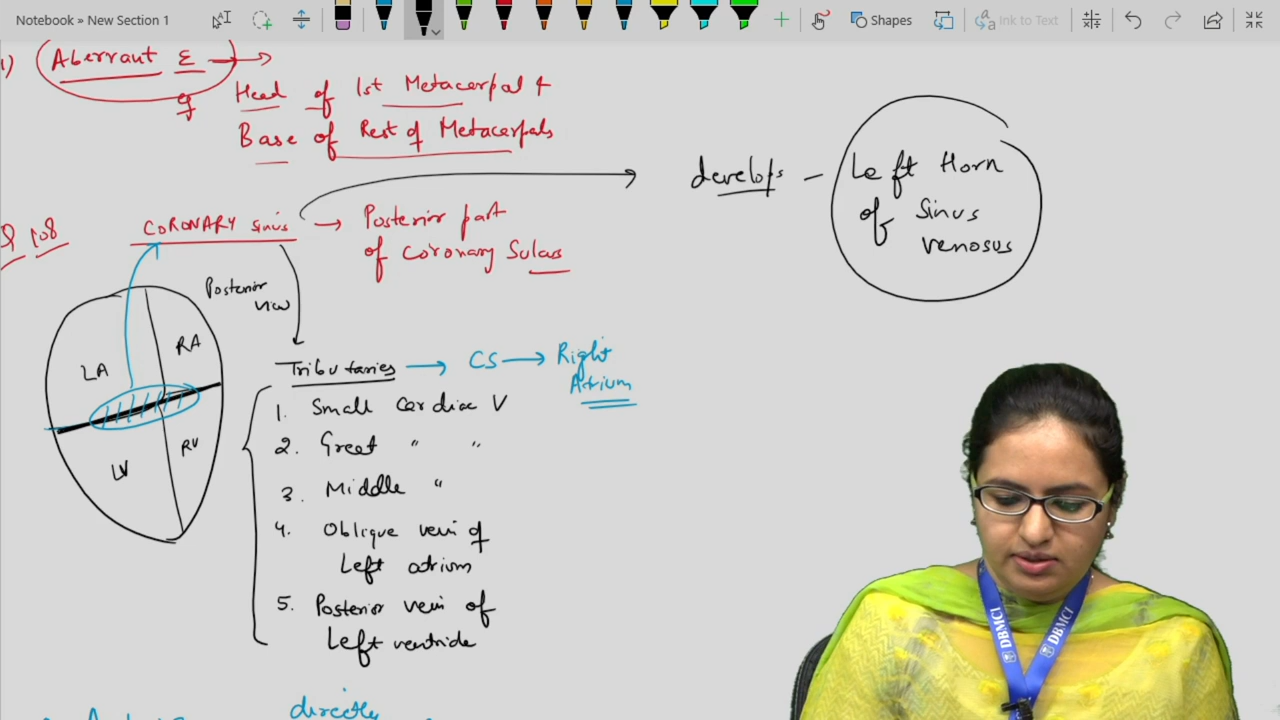 Notebook » New Section 1
Shapes
Ink to Text
1) Aberrant Ɛ →
of Head of 1st Metacarpal +
Base of Rest of Metacarpals
develops – Left Horn
of Sinus
venosus
Q 108
CORONARY sinus → Posterior part
of coronary Sulcus
Posterior
view
LA
RA
LV
RV
Tributaries → CS → Right
Atrium
1. Small cardiac V
2. Great " "
3. Middle "
4. Oblique vein of
Left atrium
5. Posterior vein of
Left ventricle
directly
DBMCI
DBMCI